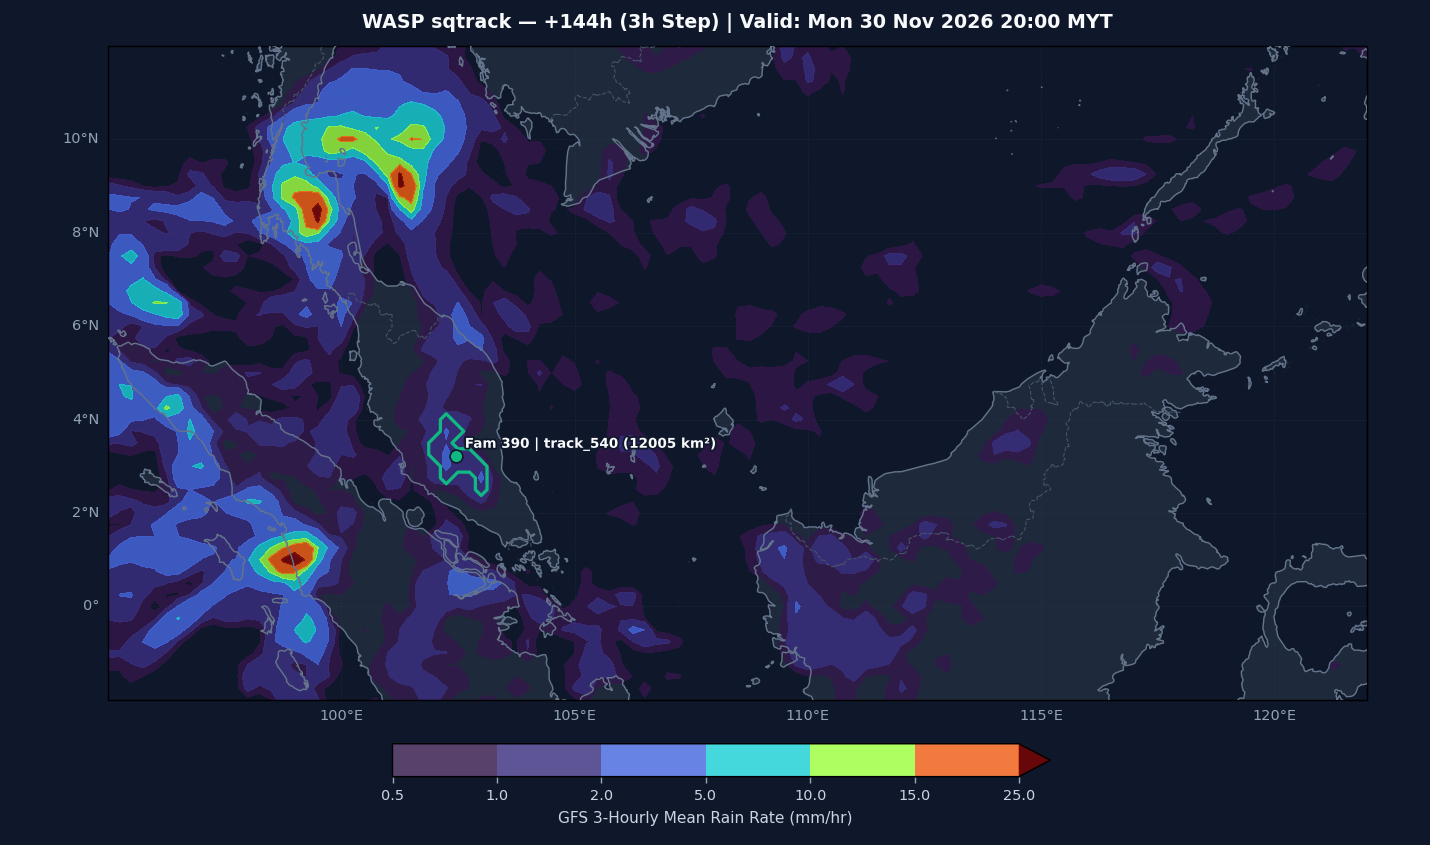 WASP sqtrack — +144h (3h Step) | Valid: Mon 30 Nov 2026 20:00 MYT
10°N
8°N
6°N
4°N
2°N
0°
Fam 390 | track_540 (12005 km²)
100°E 105°E 110°E 115°E 120°E
0.5 1.0 2.0 5.0 10.0 15.0 25.0
GFS 3-Hourly Mean Rain Rate (mm/hr)